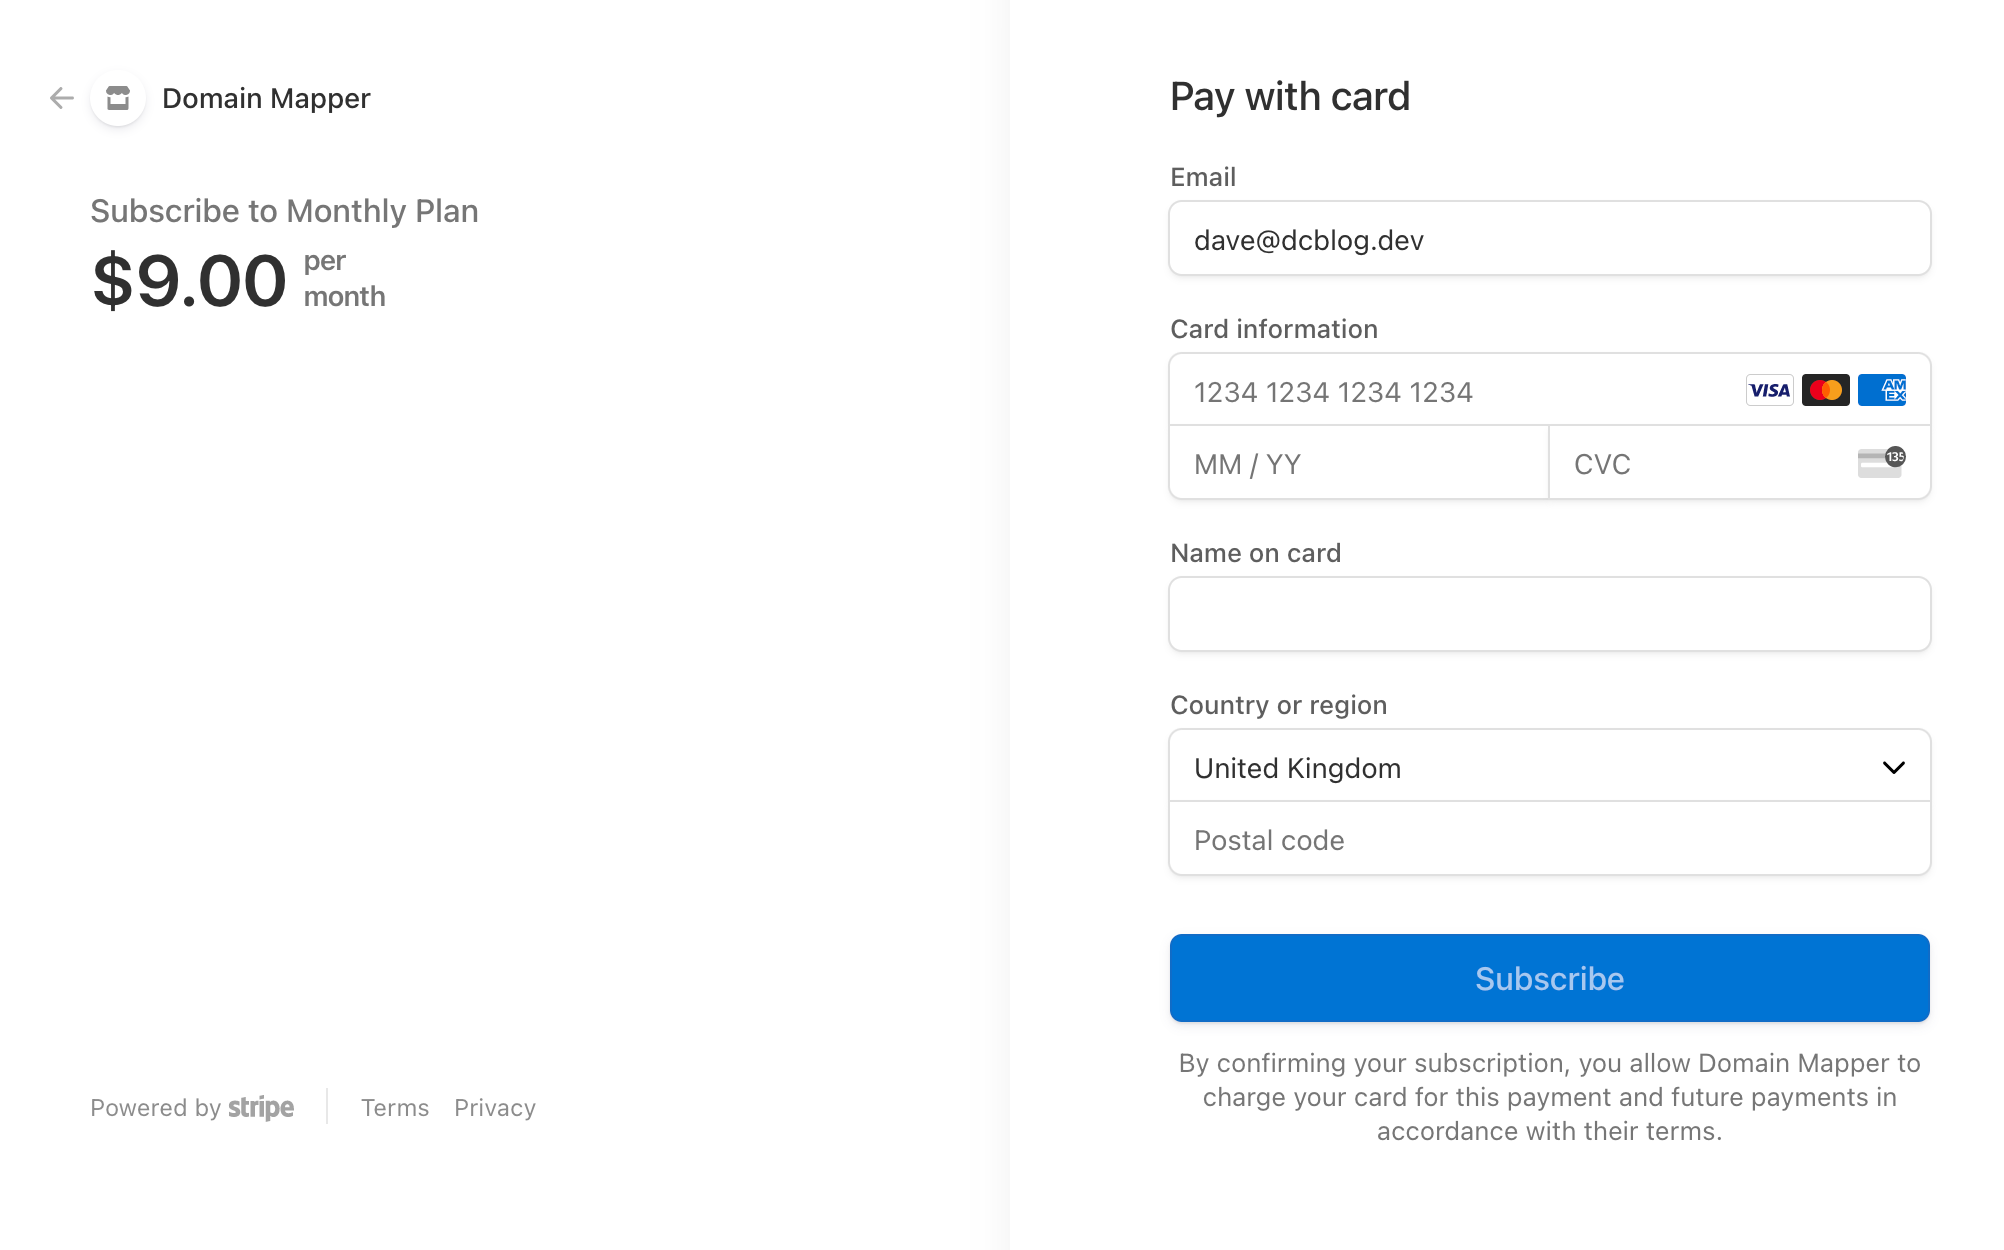 Domain Mapper
Subscribe to Monthly Plan
$9.00 per
month
Powered by stripe
Terms Privacy
Pay with card
Email
dave@dcblog.dev
Card information
1234 1234 1234 1234
VISA
AM
EX
MM / YY
CVC
135
Name on card
Country or region
United Kingdom
Postal code
Subscribe
By confirming your subscription, you allow Domain Mapper to
charge your card for this payment and future payments in
accordance with their terms.